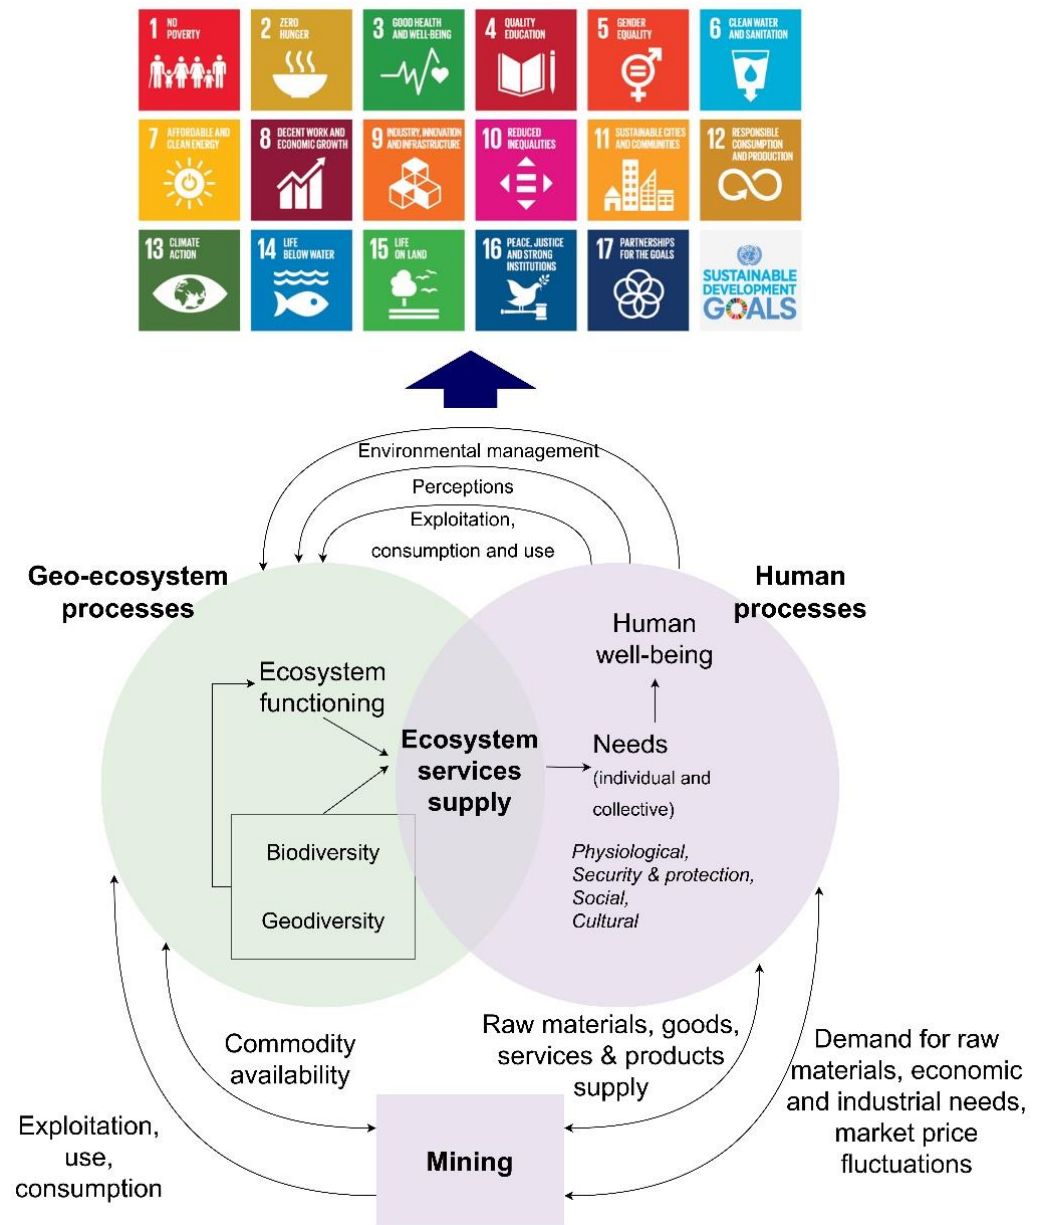 1 NO
POVERTY
2 ZERO
HUNGER
3 GOOD HEALTH
AND WELL-BEING
4 QUALITY
EDUCATION
5 GENDER
EQUALITY
6 CLEAN WATER
AND SANITATION
7 AFFORDABLE AND
CLEAN ENERGY
8 DECENT WORK AND
ECONOMIC GROWTH
9 INDUSTRY, INNOVATION
AND INFRASTRUCTURE
10 REDUCED
INEQUALITIES
11 SUSTAINABLE CITIES
AND COMMUNITIES
12 RESPONSIBLE
CONSUMPTION
AND PRODUCTION
13 CLIMATE
ACTION
14 LIFE
BELOW WATER
15 LIFE
ON LAND
16 PEACE, JUSTICE
AND STRONG
INSTITUTIONS
17 PARTNERSHIPS
FOR THE GOALS
SUSTAINABLE
DEVELOPMENT
GOALS
Environmental management
Perceptions
Exploitation,
consumption and use
Geo-ecosystem
processes
Human
processes
Human
well-being
Ecosystem
functioning
Ecosystem
services
supply
Needs
(individual and
collective)
Physiological,
Security & protection,
Social,
Cultural
Biodiversity
Geodiversity
Commodity
availability
Raw materials, goods,
services & products
supply
Demand for raw
materials, economic
and industrial needs,
market price
fluctuations
Exploitation,
use,
consumption
Mining